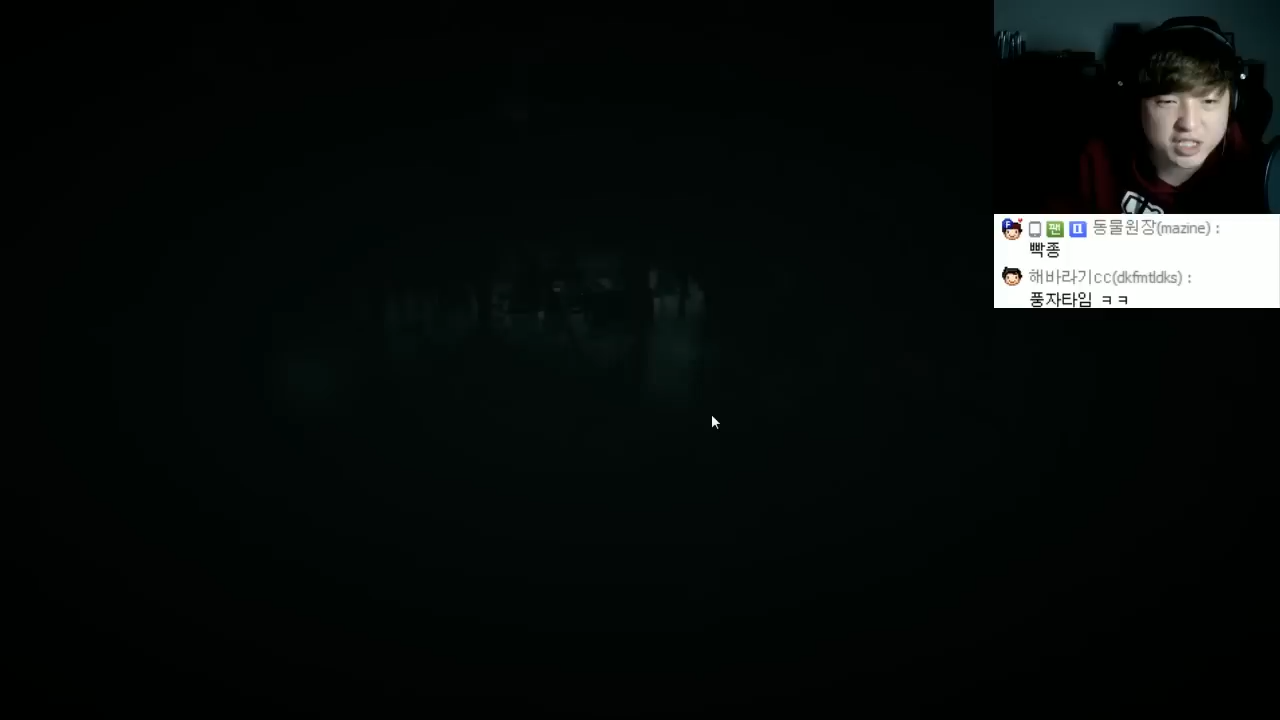 팬 동물원장(mazine) :
빡종
해바라기cc(dkfmtldks) :
풍자타임 ㅋㅋ